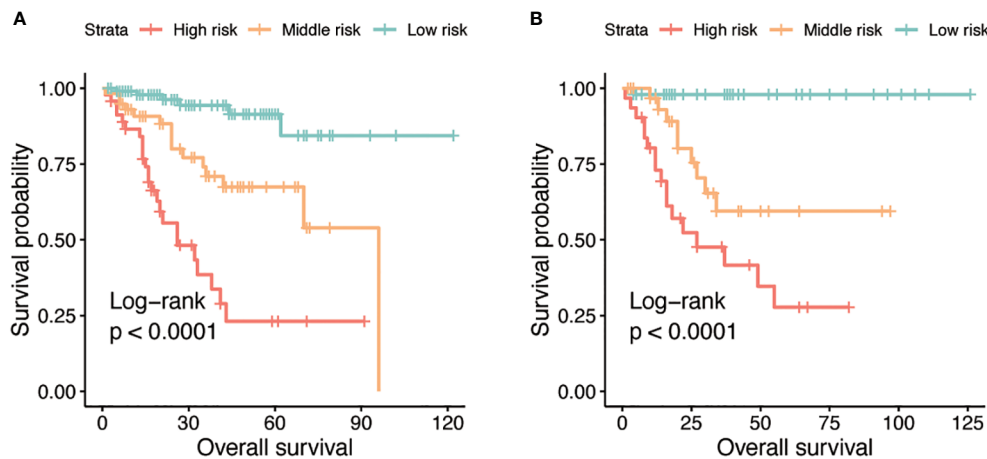 A
Strata High risk Middle risk Low risk
1.00
0.75
0.50
0.25
0.00
Survival probability
Log-rank
p < 0.0001
0 30 60 90 120
Overall survival
B
Strata High risk Middle risk Low risk
1.00
0.75
0.50
0.25
0.00
Survival probability
Log-rank
p < 0.0001
0 25 50 75 100 125
Overall survival